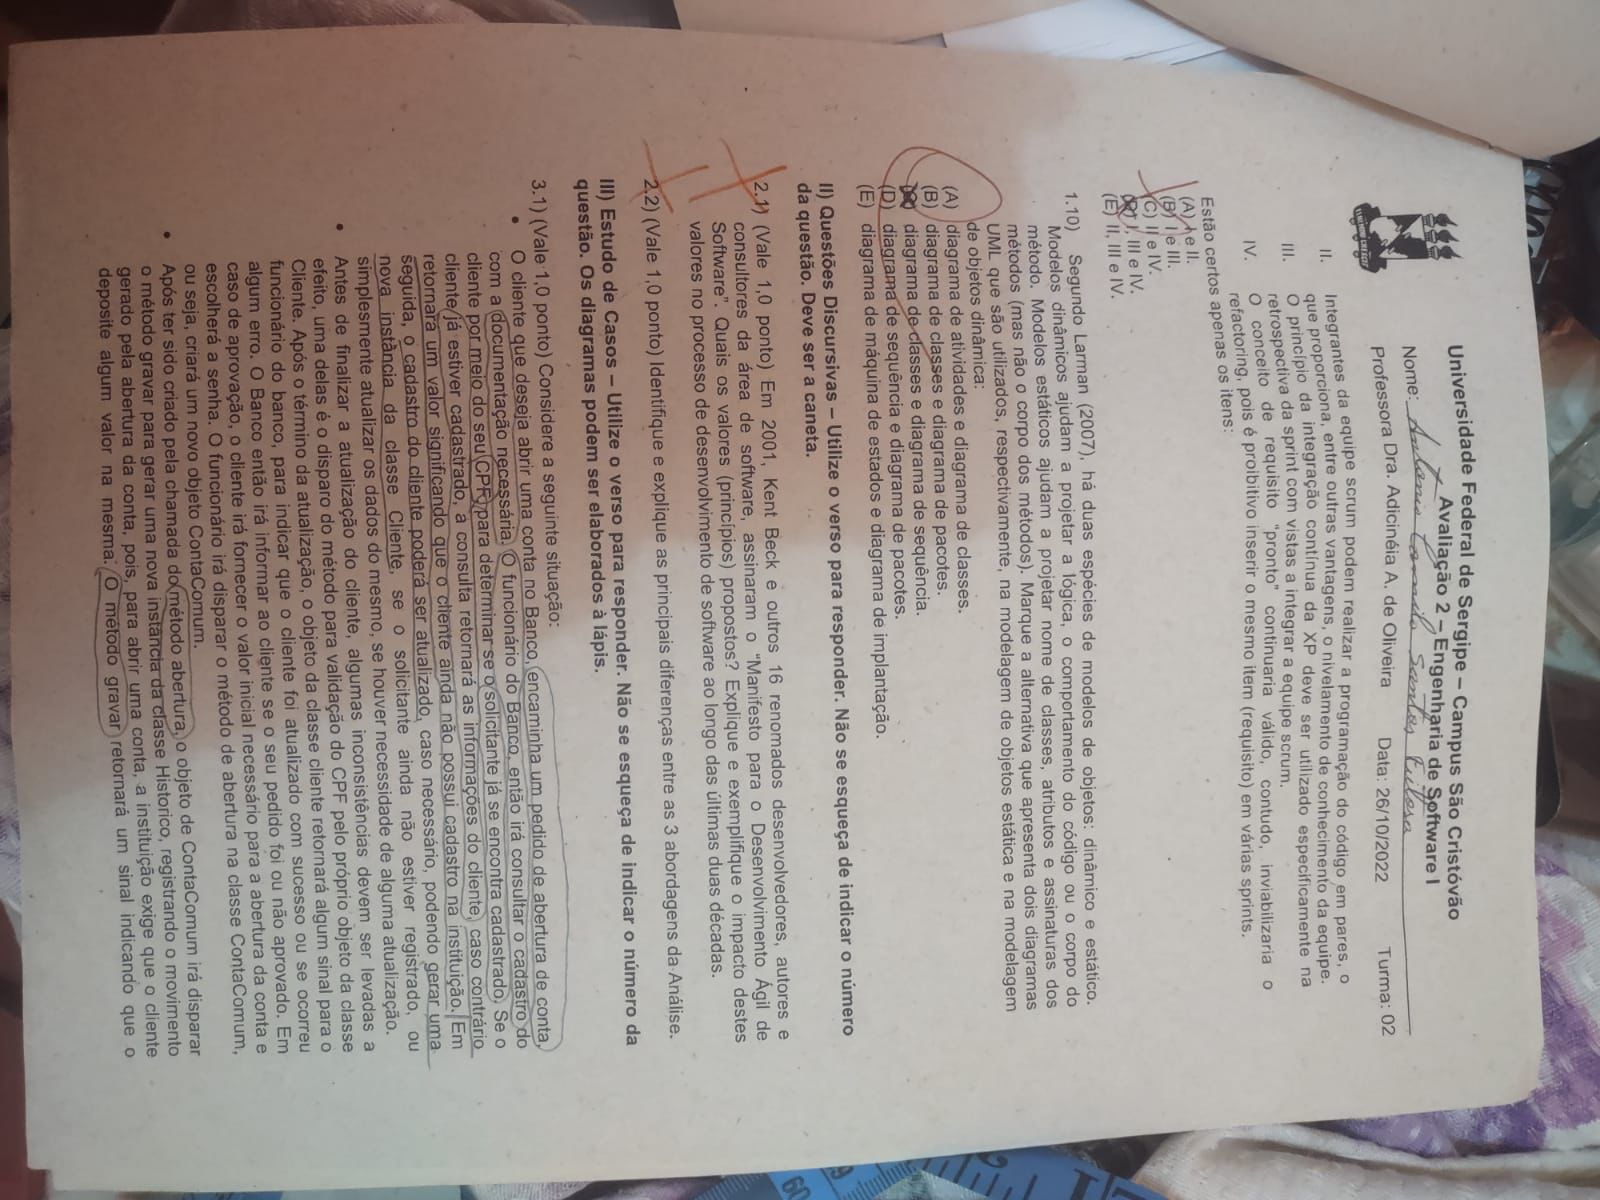 Universidade Federal de Sergipe – Campus São Cristóvão
Avaliação 2 – Engenharia de Software I
Nome: Antonio Camilo Santos
Professora Dra. Adicinéia A. de Oliveira Data: 26/10/2022 Turma: 02
II. Integrantes da equipe scrum podem realizar a programação do código em pares, o
que proporciona, entre outras vantagens, o nivelamento de conhecimento da equipe.
III. O princípio da integração contínua da XP deve ser utilizado especificamente na
retrospectiva da sprint com vistas a integrar a equipe scrum.
IV. O conceito de requisito "pronto" continuaria válido, contudo, inviabilizaria o
refactoring, pois é proibitivo inserir o mesmo item (requisito) em várias sprints.
Estão certos apenas os itens:
(A) I e II.
(B) I e III.
(C) II e IV.
I, III e IV.
(E) II, III e IV.
1.10) Segundo Larman (2007), há duas espécies de modelos de objetos: dinâmico e estático.
Modelos dinâmicos ajudam a projetar a lógica, o comportamento do código ou o corpo do
método. Modelos estáticos ajudam a projetar nome de classes, atributos e assinaturas dos
métodos (mas não o corpo dos métodos). Marque a alternativa que apresenta dois diagramas
UML que são utilizados, respectivamente, na modelagem de objetos estática e na modelagem
de objetos dinâmica:
(A) diagrama de atividades e diagrama de classes.
(B) diagrama de classes e diagrama de pacotes.
diagrama de classes e diagrama de sequência.
(D) diagrama de sequência e diagrama de pacotes.
(E) diagrama de máquina de estados e diagrama de implantação.
II) Questões Discursivas – Utilize o verso para responder. Não se esqueça de indicar o número
da questão. Deve ser a caneta.
2.1) (Vale 1,0 ponto) Em 2001, Kent Beck e outros 16 renomados desenvolvedores, autores e
consultores da área de software, assinaram o "Manifesto para o Desenvolvimento Ágil de
Software". Quais os valores (princípios) propostos? Explique e exemplifique o impacto destes
valores no processo de desenvolvimento de software ao longo das últimas duas décadas.
2.2) (Vale 1,0 ponto) Identifique e explique as principais diferenças entre as 3 abordagens da Análise.
III) Estudo de Casos – Utilize o verso para responder. Não se esqueça de indicar o número da
questão. Os diagramas podem ser elaborados à lápis.
3.1) (Vale 1,0 ponto) Considere a seguinte situação:
• O cliente que deseja abrir uma conta no Banco, encaminha um pedido de abertura de conta,
com a documentação necessária. O funcionário do Banco, então irá consultar o cadastro do
cliente por meio do seu CPF para determinar se o solicitante já se encontra cadastrado. Se o
cliente já estiver cadastrado, a consulta retornará as informações do cliente, caso contrário
retornará um valor significando que o cliente ainda não possui cadastro na instituição. Em
seguida, o cadastro do cliente poderá ser atualizado, caso necessário, podendo gerar uma
nova instância da classe Cliente, se o solicitante ainda não estiver registrado, ou
simplesmente atualizar os dados do mesmo, se houver necessidade de alguma atualização.
• Antes de finalizar a atualização do cliente, algumas inconsistências devem ser levadas a
efeito, uma delas é o disparo do método para validação do CPF pelo próprio objeto da classe
Cliente. Após o término da atualização, o objeto da classe cliente retornará algum sinal para o
funcionário do banco, para indicar que o cliente foi atualizado com sucesso ou se ocorreu
algum erro. O Banco então irá informar ao cliente se o seu pedido foi ou não aprovado. Em
caso de aprovação, o cliente irá fornecer o valor inicial necessário para a abertura da conta e
escolherá a senha. O funcionário irá disparar o método de abertura na classe ContaComum,
ou seja, criará um novo objeto ContaComum.
• Após ter sido criado pela chamada do método abertura, o objeto de ContaComum irá disparar
o método gravar para gerar uma nova instância da classe Historico, registrando o movimento
gerado pela abertura da conta, pois, para abrir uma conta, a instituição exige que o cliente
deposite algum valor na mesma. O método gravar retornará um sinal indicando que o